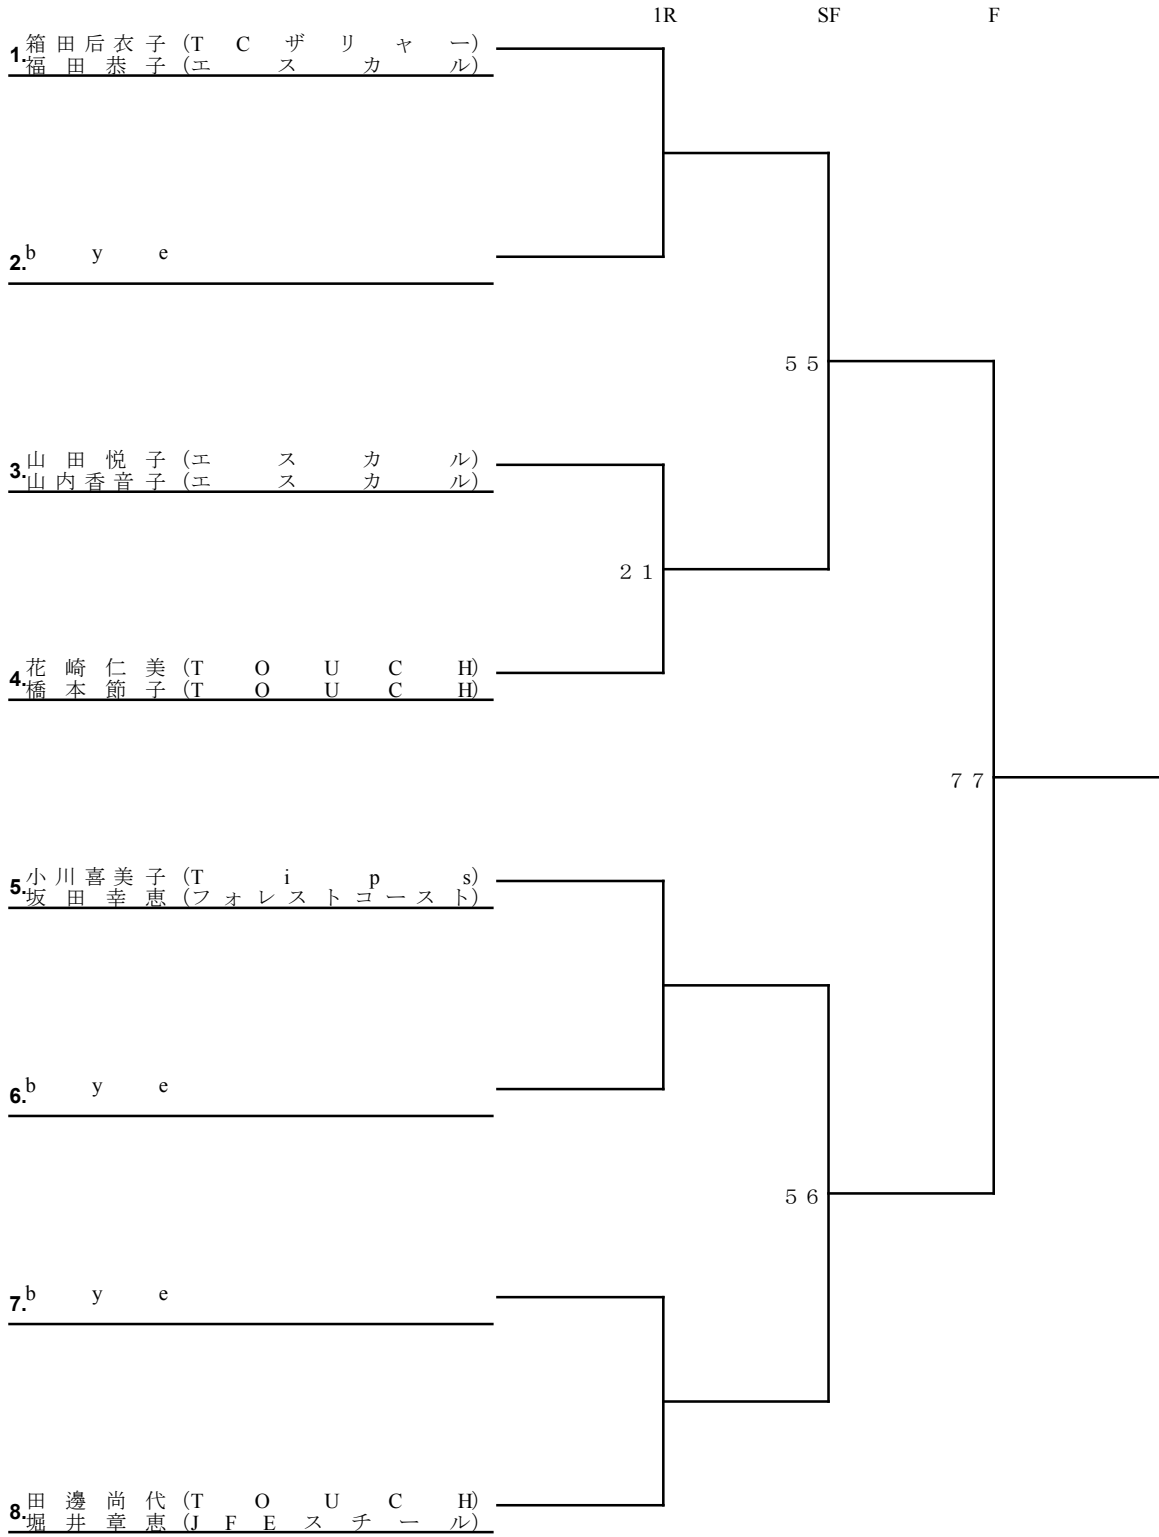 1R SF F
1. 箱田后衣子 (TCザリャー)
福田恭子 (エスカル)
2. bye
55
3. 山田悦子 (エスカル)
山内香音子 (エスカル)
21
4. 花崎仁美 (TOUCH)
橋本節子 (TOUCH)
77
5. 小川喜美子 (Tips)
坂田幸恵 (フォレストコースト)
6. bye
56
7. bye
8. 田邊尚代 (TOUCH)
堀井章恵 (JFEスチール)